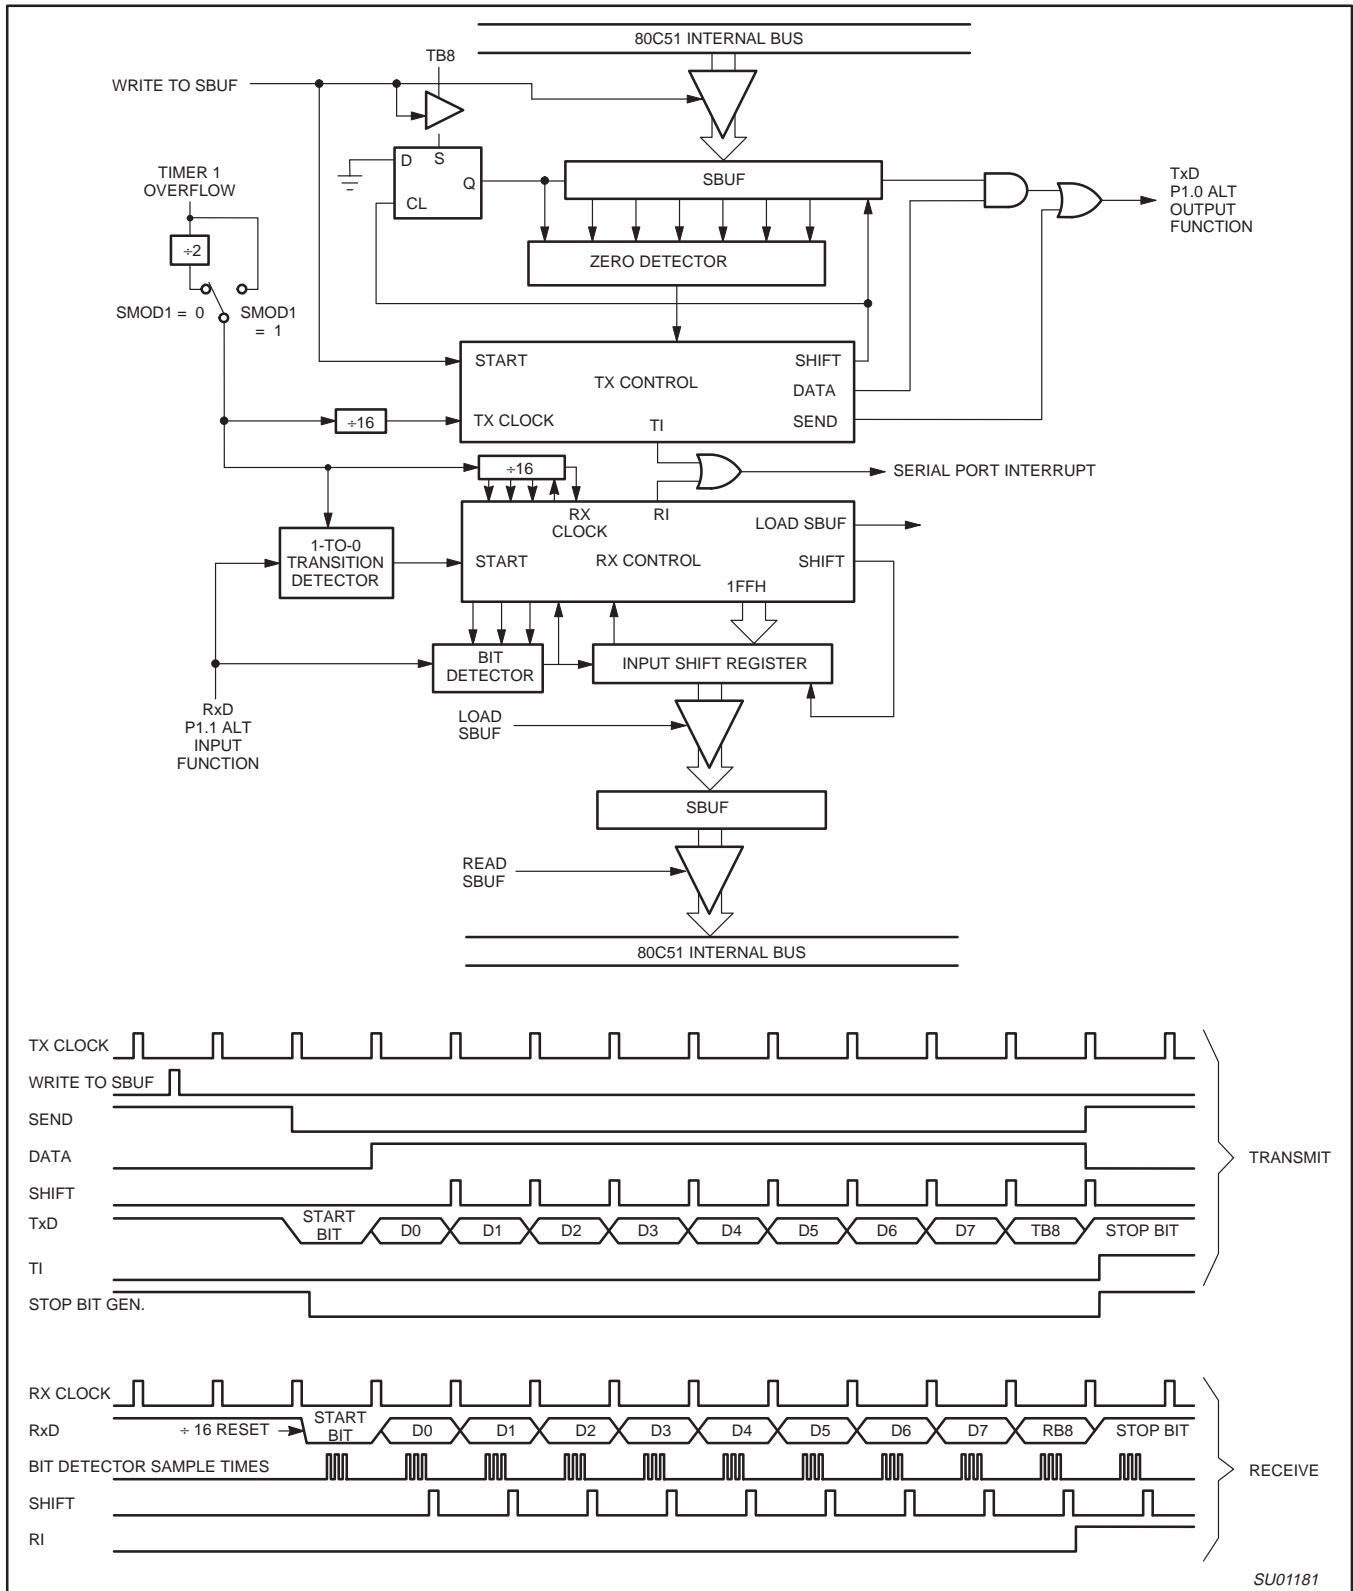 80C51 INTERNAL BUS
TB8
WRITE TO SBUF
D
S
Q
CL
SBUF
TxD
P1.0 ALT
OUTPUT
FUNCTION
TIMER 1
OVERFLOW
÷2
ZERO DETECTOR
SMOD1 = 0
SMOD1
= 1
START
SHIFT
TX CONTROL
DATA
TX CLOCK
TI
SEND
÷16
÷16
SERIAL PORT INTERRUPT
RX
CLOCK
RI
LOAD SBUF
1-TO-0
TRANSITION
DETECTOR
START
RX CONTROL
SHIFT
1FFH
BIT
DETECTOR
INPUT SHIFT REGISTER
RxD
P1.1 ALT
INPUT
FUNCTION
LOAD
SBUF
SBUF
READ
SBUF
80C51 INTERNAL BUS
TX CLOCK
WRITE TO SBUF
SEND
DATA
TRANSMIT
SHIFT
TxD
START
BIT
D0 D1 D2 D3 D4 D5 D6 D7 TB8 STOP BIT
TI
STOP BIT GEN.
RX CLOCK
RxD
÷ 16 RESET
START
BIT
D0 D1 D2 D3 D4 D5 D6 D7 RB8 STOP BIT
BIT DETECTOR SAMPLE TIMES
RECEIVE
SHIFT
RI
SU01181